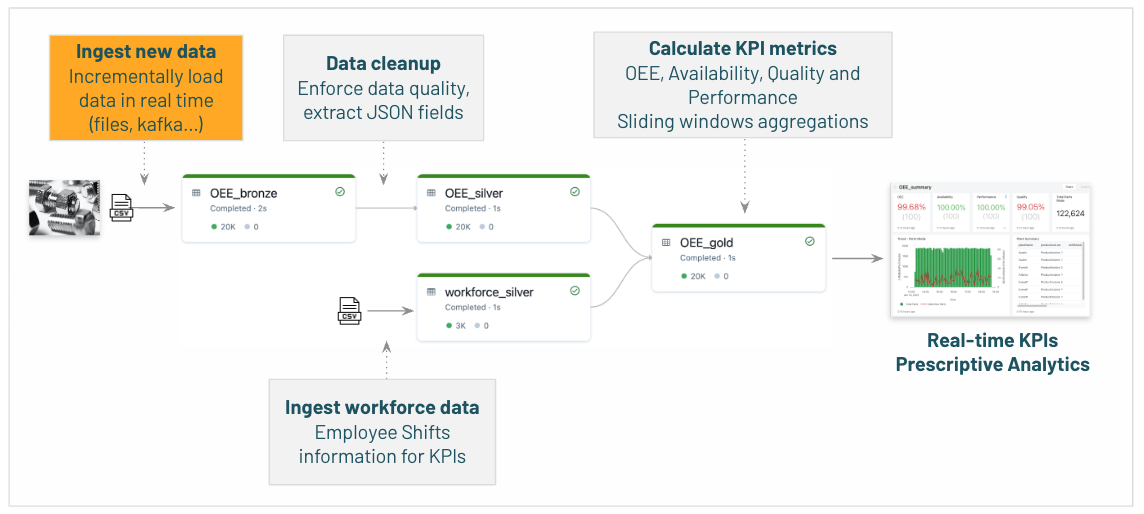 Ingest new data
Incrementally load
data in real time
(files, kafka...)
Data cleanup
Enforce data quality,
extract JSON fields
Calculate KPI metrics
OEE, Availability, Quality and
Performance
Sliding windows aggregations
CSV
OEE_bronze
Completed · 2s
20K 0
OEE_silver
Completed · 1s
20K 0
OEE_gold
Completed · 1s
20K 0
CSV
workforce_silver
Completed · 1s
3K 0
OEE_summary
OEE
99.68%
(100)
Availability
100.00%
(100)
Performance
100.00%
(100)
Quality
99.05%
(100)
122,624
Real-time KPIs
Prescriptive Analytics
Ingest workforce data
Employee Shifts
information for KPIs